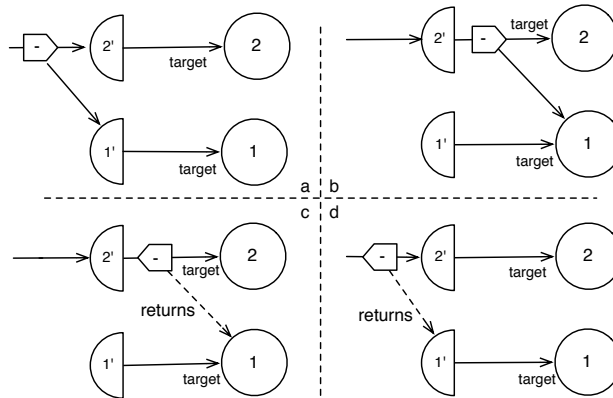 - 2' target 2
1' target 1
a
2' - target 2
1' target 1
b
c
2' - target 2
returns
1' target 1
d
- 2' target 2
returns
1' target 1